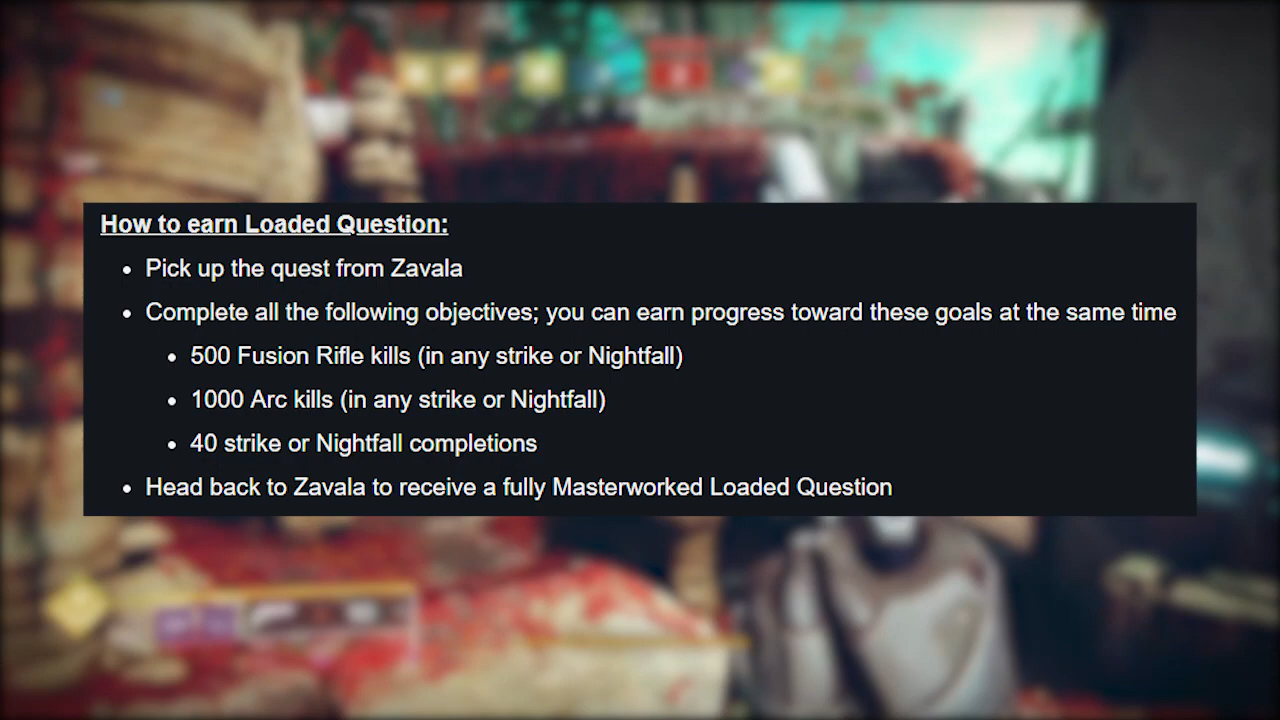 How to earn Loaded Question:
Pick up the quest from Zavala
Complete all the following objectives; you can earn progress toward these goals at the same time
500 Fusion Rifle kills (in any strike or Nightfall)
1000 Arc kills (in any strike or Nightfall)
40 strike or Nightfall completions
Head back to Zavala to receive a fully Masterworked Loaded Question